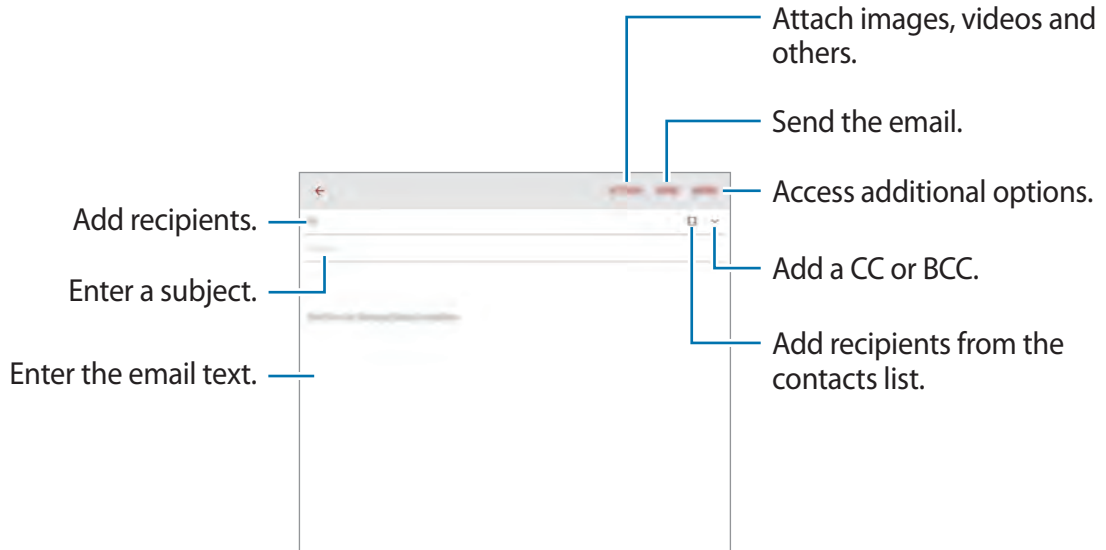 Attach images, videos and
others.
Send the email.
Access additional options.
Add recipients.
Add a CC or BCC.
Enter a subject.
Add recipients from the
contacts list.
Enter the email text.